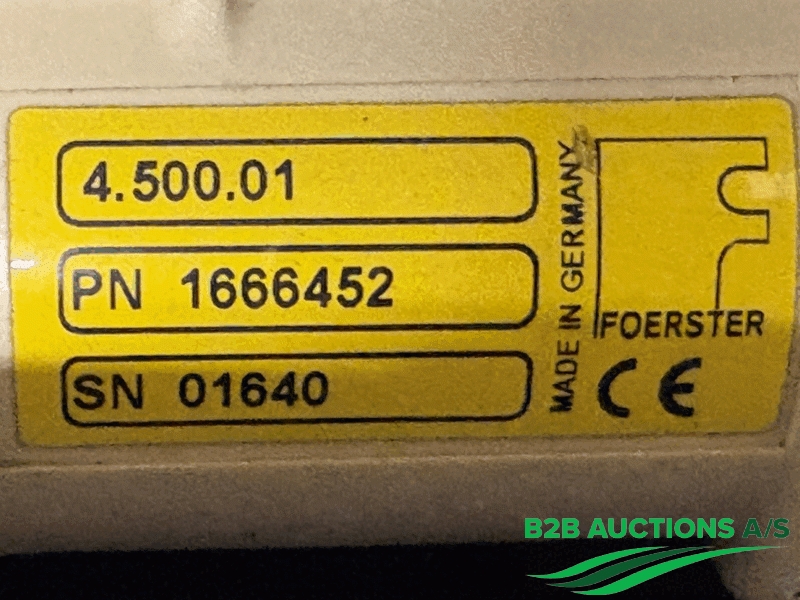 4.500.01
PN 1666452
SN 01640
MADE IN GERMANY
FOERSTER
CE
B2B AUCTIONS A/S